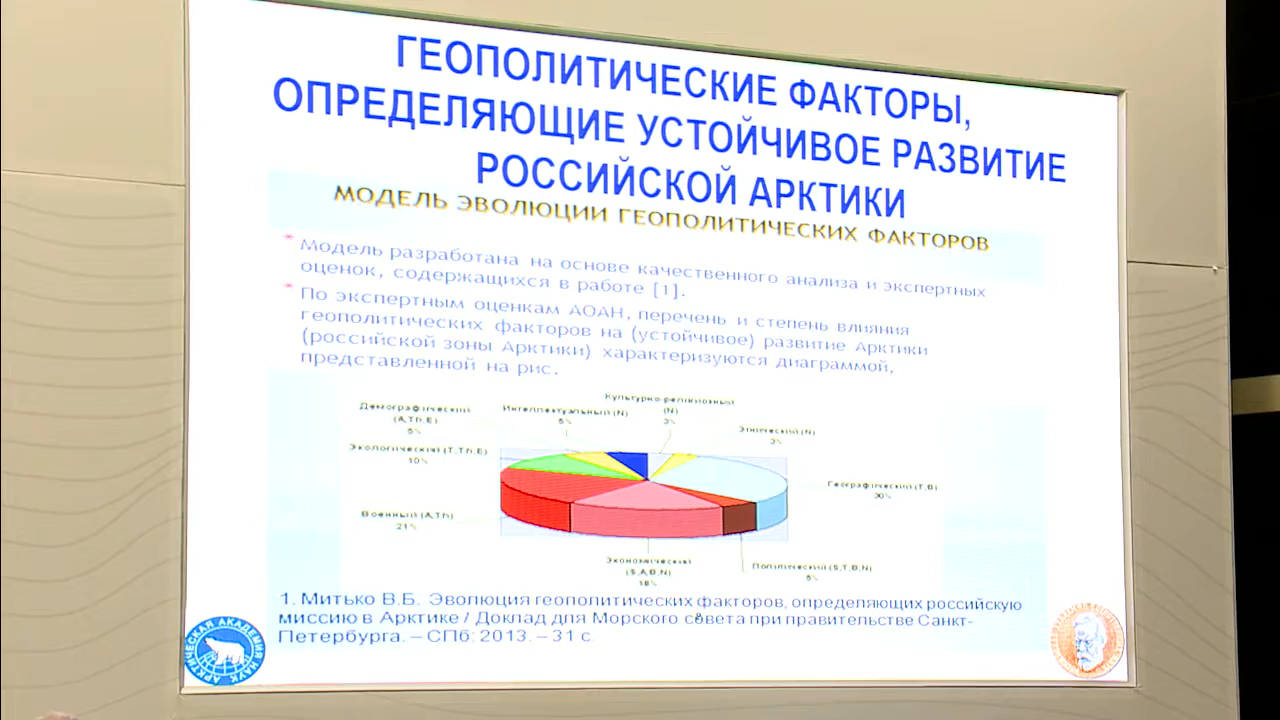 ГЕОПОЛИТИЧЕСКИЕ ФАКТОРЫ,
ОПРЕДЕЛЯЮЩИЕ УСТОЙЧИВОЕ РАЗВИТИЕ
РОССИЙСКОЙ АРКТИКИ
МОДЕЛЬ ЭВОЛЮЦИИ ГЕОПОЛИТИЧЕСКИХ ФАКТОРОВ
* Модель разработана на основе качественного анализа и экспертных
оценок, содержащихся в работе [1].
* По экспертным оценкам АОАН, перечень и степень влияния
геополитических факторов на (устойчивое) развитие Арктики
(российской зоны Арктики) характеризуются диаграммой,
представленной на рис.
Культурно-религиозный
(N)
3%
Демографический
(A,Th,E)
5%
Интеллектуальный (N)
5%
Этнический (N)
3%
Экологический (T,Th,E)
10%
Географический (T,B)
30%
Военный (A,Th)
21%
Экономический
(S,A,B,N)
18%
Политический (S,T,B,N)
5%
1. Митько В.Б. Эволюция геополитических факторов, определяющих российскую
миссию в Арктике / Доклад для Морского совета при правительстве Санкт-
Петербурга. – СПб: 2013. – 31 с.
АРКТИЧЕСКАЯ АКАДЕМИЯ НАУК